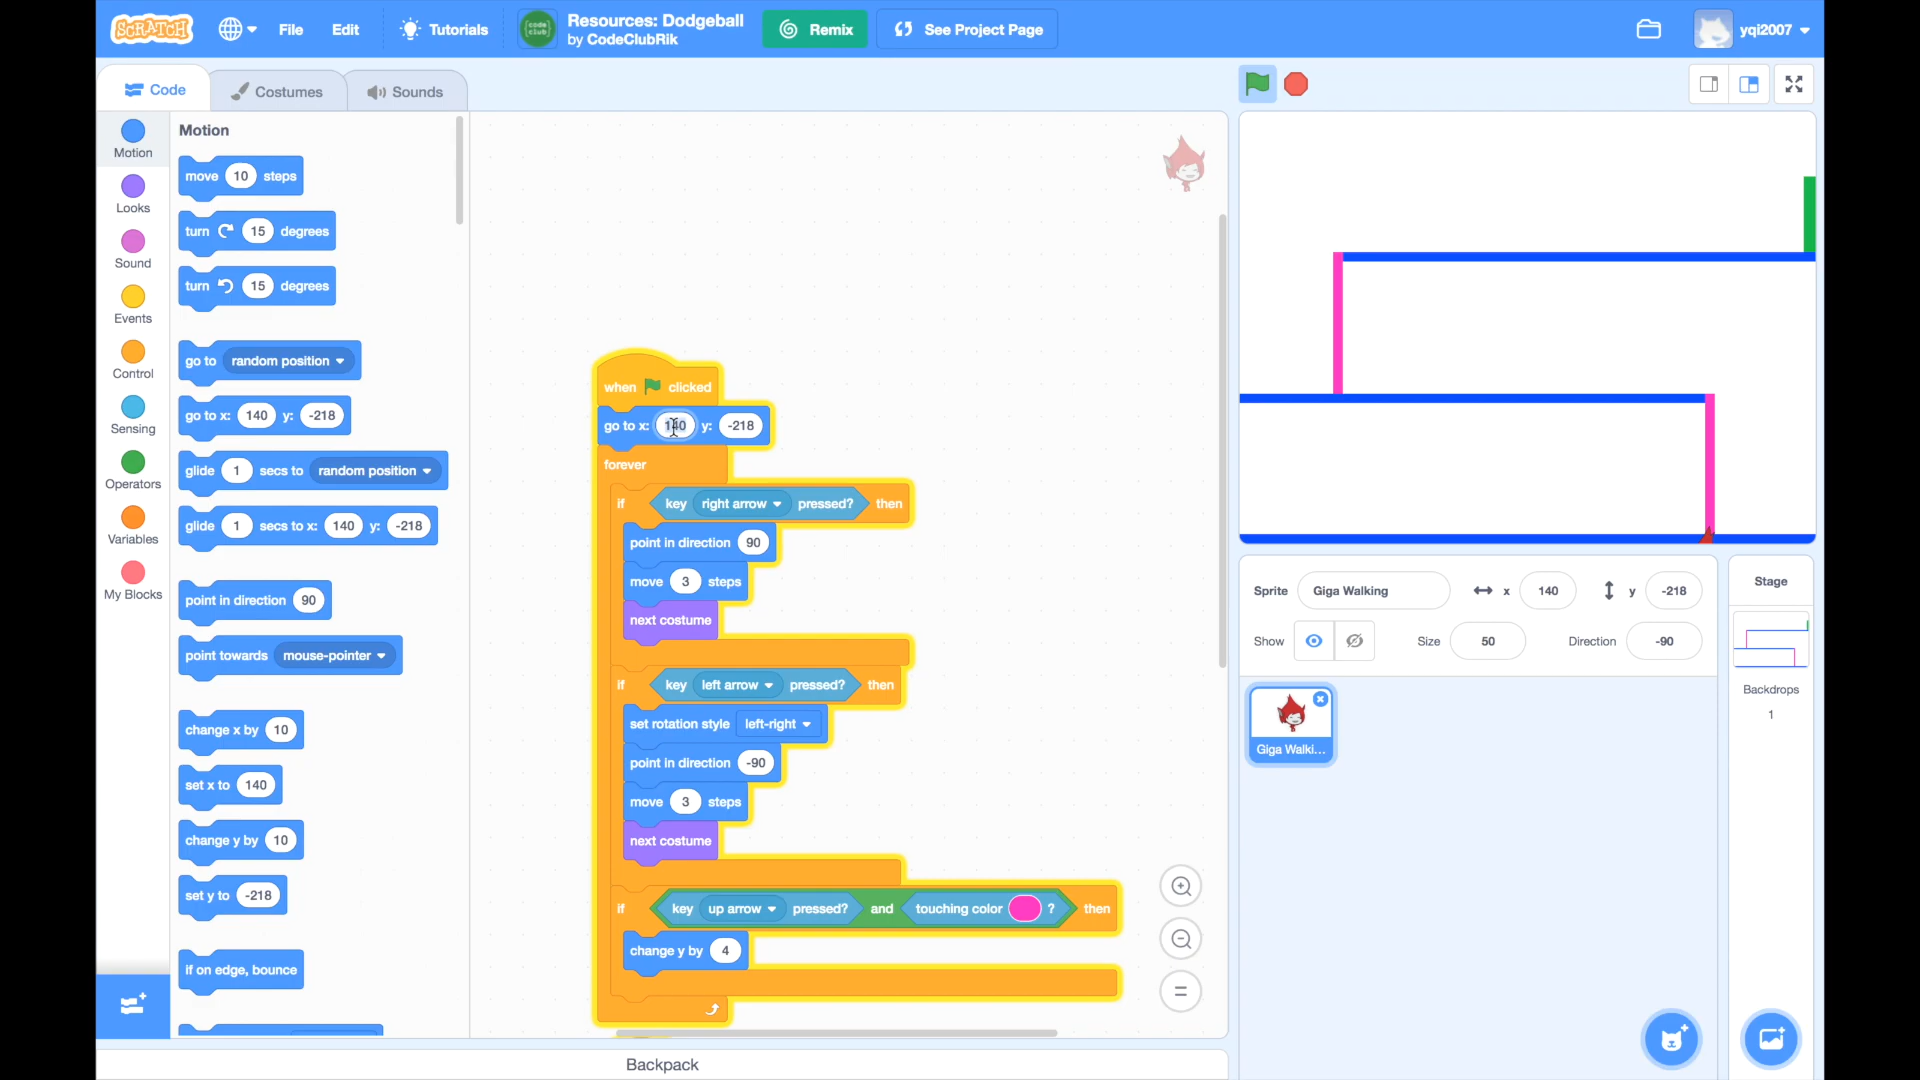 SCRATCH
File
Edit
Tutorials
code club
Resources: Dodgeball
by CodeClubRik
Remix
See Project Page
yqi2007
Code
Costumes
Sounds
Motion
Looks
Sound
Events
Control
Sensing
Operators
Variables
My Blocks
Motion
move 10 steps
turn 15 degrees
turn 15 degrees
go to random position
go to x: 140 y: -218
glide 1 secs to random position
glide 1 secs to x: 140 y: -218
point in direction 90
point towards mouse-pointer
change x by 10
set x to 140
change y by 10
set y to -218
if on edge, bounce
when clicked
go to x: 140 y: -218
forever
if key right arrow pressed? then
point in direction 90
move 3 steps
next costume
if key left arrow pressed? then
set rotation style left-right
point in direction -90
move 3 steps
next costume
if key up arrow pressed? and touching color ? then
change y by 4
Backpack
Sprite Giga Walking x 140 y -218
Show Size 50 Direction -90
Giga Walki...
Stage
Backdrops
1